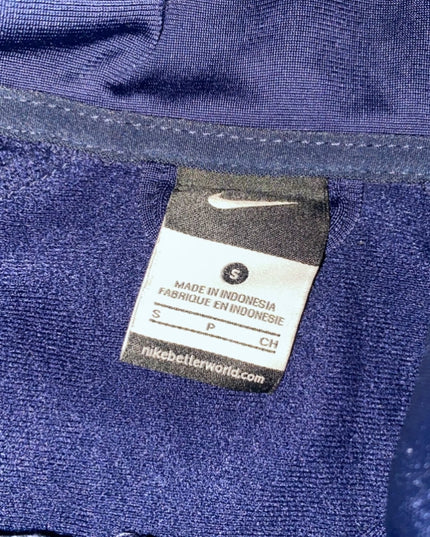 S
MADE IN INDONESIA
FABRIQUE EN INDONESIE
S P CH
nikebetterworld.com